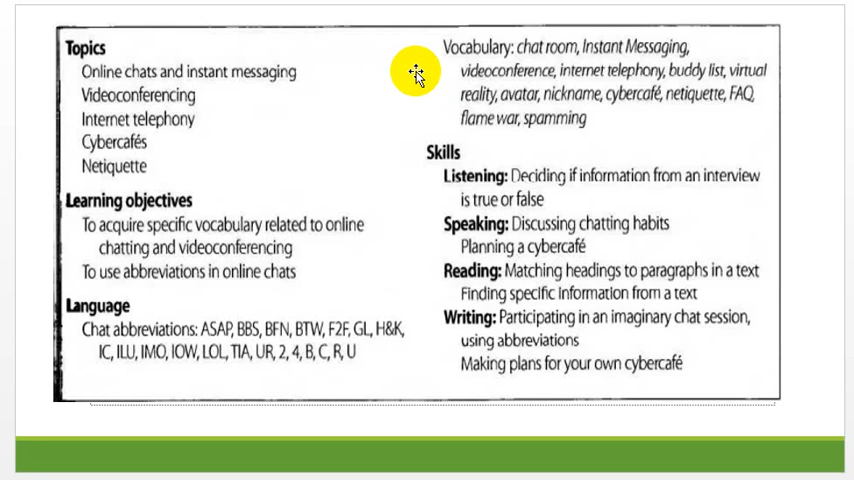 Topics
Online chats and instant messaging
Videoconferencing
Internet telephony
Cybercafés
Netiquette
Learning objectives
To acquire specific vocabulary related to online
chatting and videoconferencing
To use abbreviations in online chats
Language
Chat abbreviations: ASAP, BBS, BFN, BTW, F2F, GL, H&K,
IC, ILU, IMO, IOW, LOL, TIA, UR, 2, 4, B, C, R, U
Vocabulary: chat room, Instant Messaging,
videoconference, internet telephony, buddy list, virtual
reality, avatar, nickname, cybercafé, netiquette, FAQ,
flame war, spamming
Skills
Listening: Deciding if information from an interview
is true or false
Speaking: Discussing chatting habits
Planning a cybercafé
Reading: Matching headings to paragraphs in a text
Finding specific information from a text
Writing: Participating in an imaginary chat session,
using abbreviations
Making plans for your own cybercafé